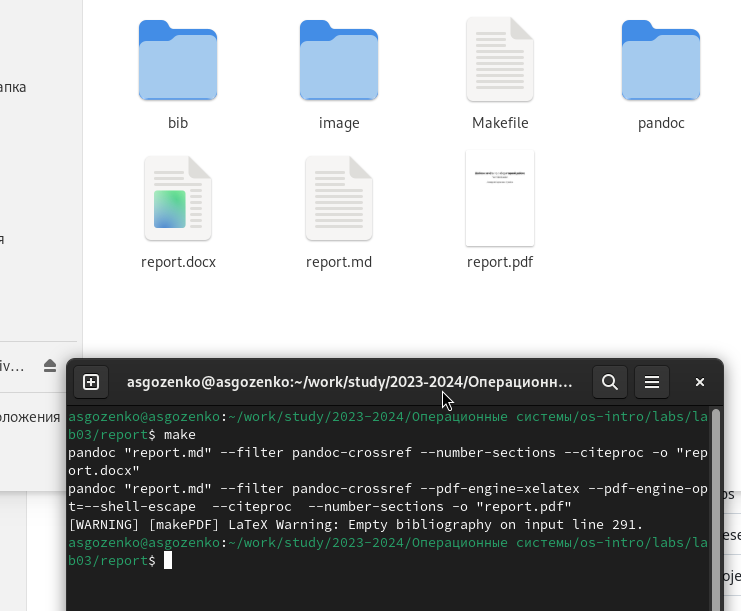 апка
bib
image
Makefile
pandoc
report.docx
report.md
report.pdf
я
iv...
оложения
asgozenko@asgozenko:~/work/study/2023-2024/Операционн...
asgozenko@asgozenko:~/work/study/2023-2024/Операционные системы/os-intro/labs/la
b03/report$ make
pandoc "report.md" --filter pandoc-crossref --number-sections --citeproc -o "rep
ort.docx"
pandoc "report.md" --filter pandoc-crossref --pdf-engine=xelatex --pdf-engine-op
t=--shell-escape  --citeproc  --number-sections -o "report.pdf"
[WARNING] [makePDF] LaTeX Warning: Empty bibliography on input line 291.
asgozenko@asgozenko:~/work/study/2023-2024/Операционные системы/os-intro/labs/la
b03/report$